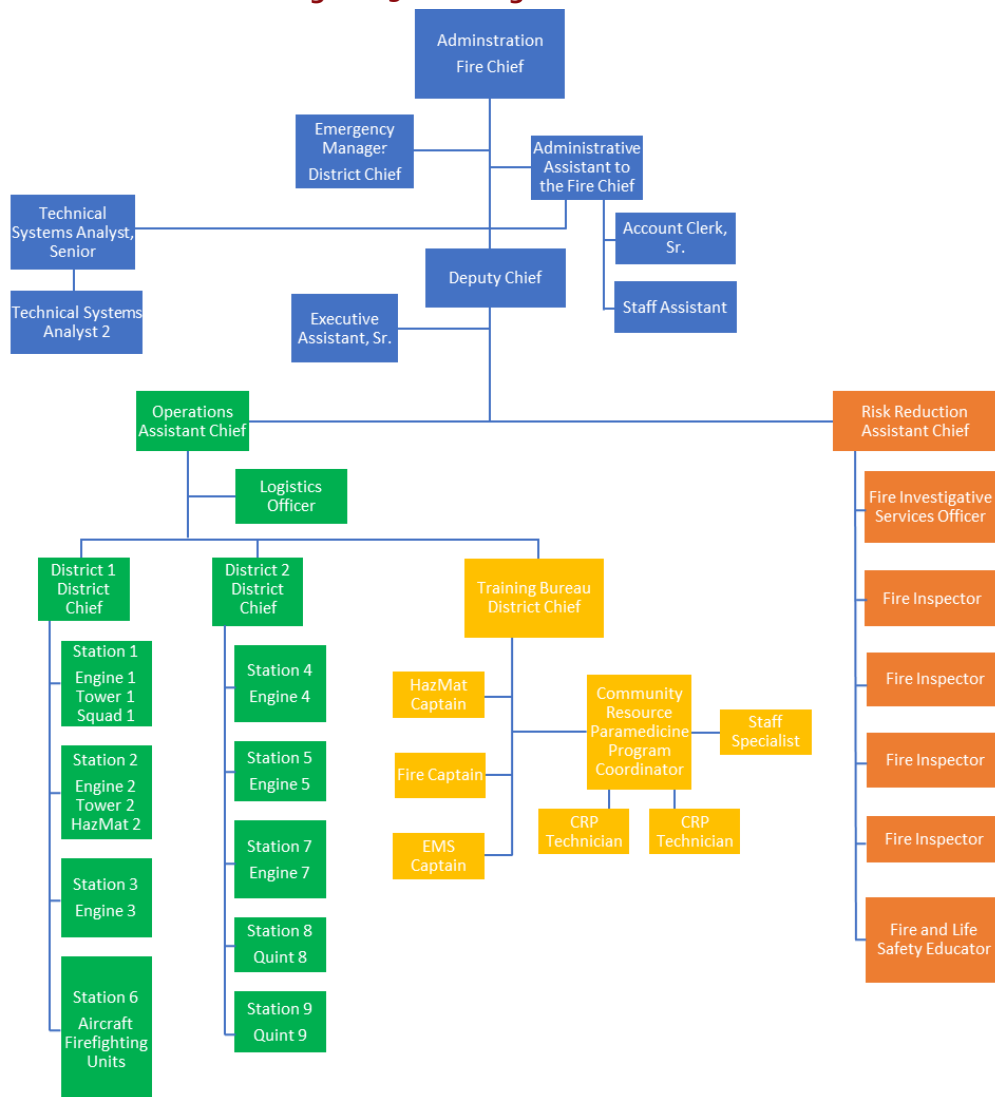 Adminstration
Fire Chief
Emergency
Manager
District Chief
Administrative
Assistant to
the Fire Chief
Technical
Systems Analyst,
Senior
Account Clerk,
Sr.
Deputy Chief
Technical Systems
Analyst 2
Staff Assistant
Executive
Assistant, Sr.
Operations
Assistant Chief
Risk Reduction
Assistant Chief
Logistics
Officer
District 1
District
Chief
Station 1
Engine 1
Tower 1
Squad 1
Station 2
Engine 2
Tower 2
HazMat 2
Station 3
Engine 3
Station 6
Aircraft
Firefighting
Units
District 2
District
Chief
Station 4
Engine 4
Station 5
Engine 5
Station 7
Engine 7
Station 8
Quint 8
Station 9
Quint 9
Training Bureau
District Chief
HazMat
Captain
Fire Captain
EMS
Captain
Community
Resource
Paramedicine
Program
Coordinator
Staff
Specialist
CRP
Technician
CRP
Technician
Fire Investigative
Services Officer
Fire Inspector
Fire Inspector
Fire Inspector
Fire Inspector
Fire and Life
Safety Educator